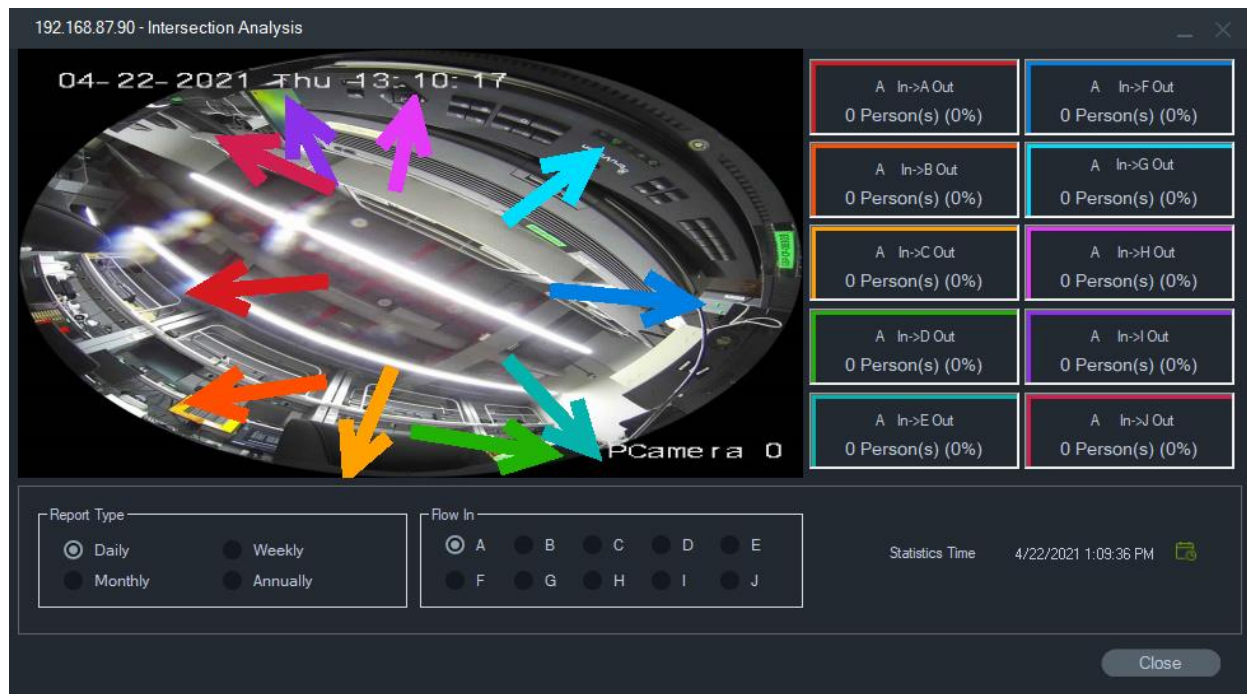 192.168.87.90 - Intersection Analysis
04-22-2021 Thu 13:10:17
PCamera 0
A In->A Out
0 Person(s) (0%)
A In->F Out
0 Person(s) (0%)
A In->B Out
0 Person(s) (0%)
A In->G Out
0 Person(s) (0%)
A In->C Out
0 Person(s) (0%)
A In->H Out
0 Person(s) (0%)
A In->D Out
0 Person(s) (0%)
A In->I Out
0 Person(s) (0%)
A In->E Out
0 Person(s) (0%)
A In->J Out
0 Person(s) (0%)
Report Type
Daily
Weekly
Monthly
Annually
Flow In
A B C D E
F G H I J
Statistics Time 4/22/2021 1:09:36 PM
Close